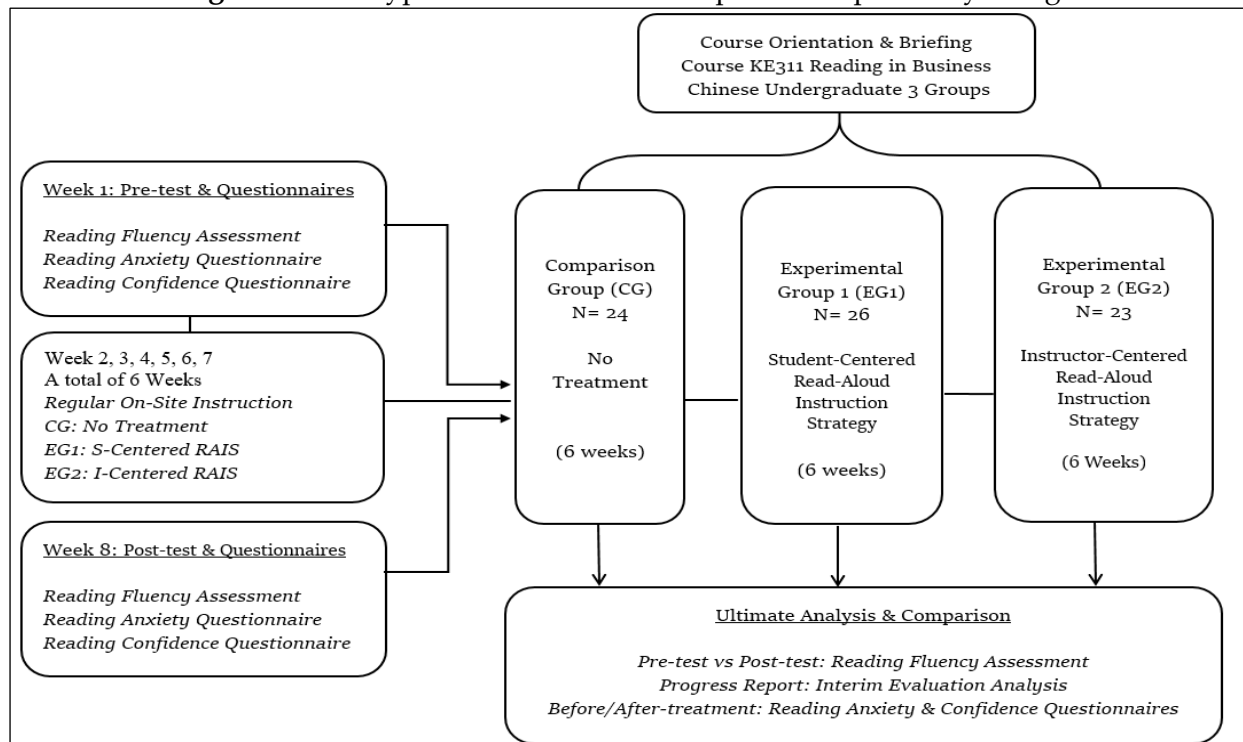 Course Orientation & Briefing
Course KE311 Reading in Business
Chinese Undergraduate 3 Groups
Week 1: Pre-test & Questionnaires
Reading Fluency Assessment
Reading Anxiety Questionnaire
Reading Confidence Questionnaire
Week 2, 3, 4, 5, 6, 7
A total of 6 Weeks
Regular On-Site Instruction
CG: No Treatment
EG1: S-Centered RAIS
EG2: I-Centered RAIS
Week 8: Post-test & Questionnaires
Reading Fluency Assessment
Reading Anxiety Questionnaire
Reading Confidence Questionnaire
Comparison
Group (CG)
N= 24
No
Treatment
(6 weeks)
Experimental
Group 1 (EG1)
N= 26
Student-Centered
Read-Aloud
Instruction
Strategy
(6 weeks)
Experimental
Group 2 (EG2)
N= 23
Instructor-Centered
Read-Aloud
Instruction
Strategy
(6 Weeks)
Ultimate Analysis & Comparison
Pre-test vs Post-test: Reading Fluency Assessment
Progress Report: Interim Evaluation Analysis
Before/After-treatment: Reading Anxiety & Confidence Questionnaires